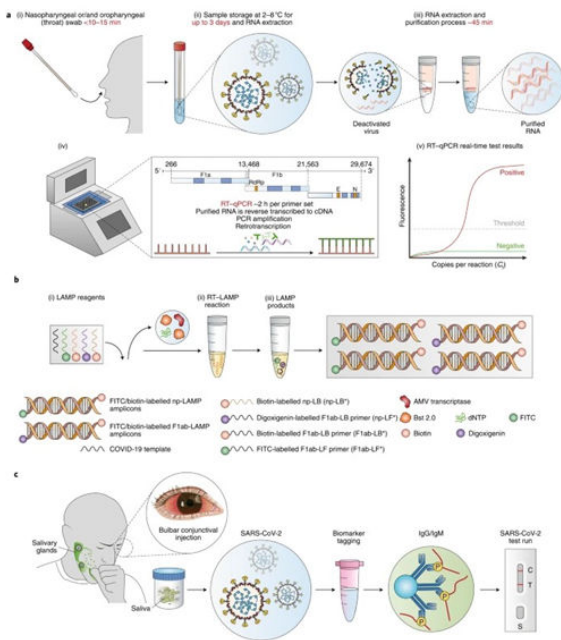 a
(i) Nasopharyngeal or/and oropharyngeal
(throat) swab <10–15 min
(ii) Sample storage at 2–8 °C for
up to 3 days and RNA extraction
(iii) RNA extraction and
purification process ~45 min
Deactivated
virus
Purified
RNA
(iv)
266
13,468
21,563
29,674
5′
3′
F1a
F1b
RdRp
E
N
RT–qPCR ~2 h per primer set
Purified RNA is reverse transcribed to cDNA
PCR amplification
Retrotranscription
(v) RT–qPCR real-time test results
Fluorescence
Positive
Threshold
Negative
Copies per reaction (Ct)
b
(i) LAMP reagents
(ii) RT–LAMP
reaction
(iii) LAMP
products
FITC/biotin-labelled np-LAMP
amplicons
FITC/biotin-labelled F1ab-LAMP
amplicons
COVID-19 template
Biotin-labelled np-LB (np-LB*)
Digoxigenin-labelled F1ab-LB primer (np-LF*)
Biotin-labelled F1ab-LB primer (F1ab-LB*)
FITC-labelled F1ab-LF primer (F1ab-LF*)
AMV transcriptase
Bst 2.0
dNTP
FITC
Biotin
Digoxigenin
c
Salivary
glands
Bulbar conjunctival
injection
Saliva
SARS-CoV-2
Biomarker
tagging
IgG/IgM
P
P
P
SARS-CoV-2
test run
C
T
S